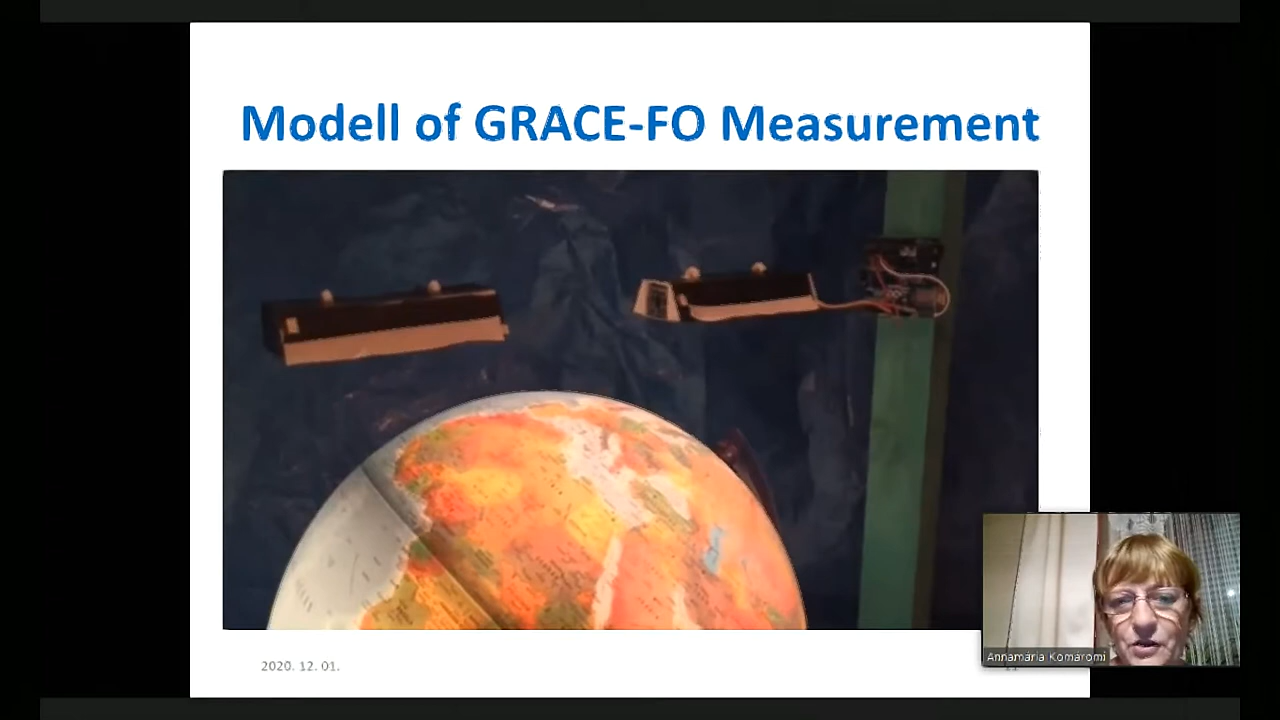 Modell of GRACE-FO Measurement
2020. 12. 01.
Annamária Komáromi